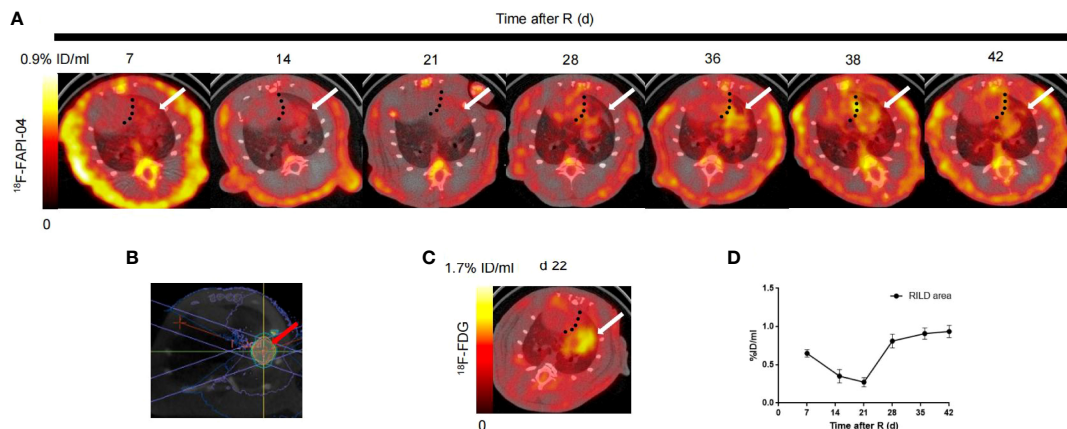 A
Time after R (d)
0.9% ID/ml 7 14 21 28 36 38 42
¹⁸F-FAPI-04
0
B
C
1.7% ID/ml d 22
¹⁸F-FDG
0
D
RILD area
%ID/ml
1.5
1.0
0.5
0.0
0 7 14 21 28 36 42
Time after R (d)